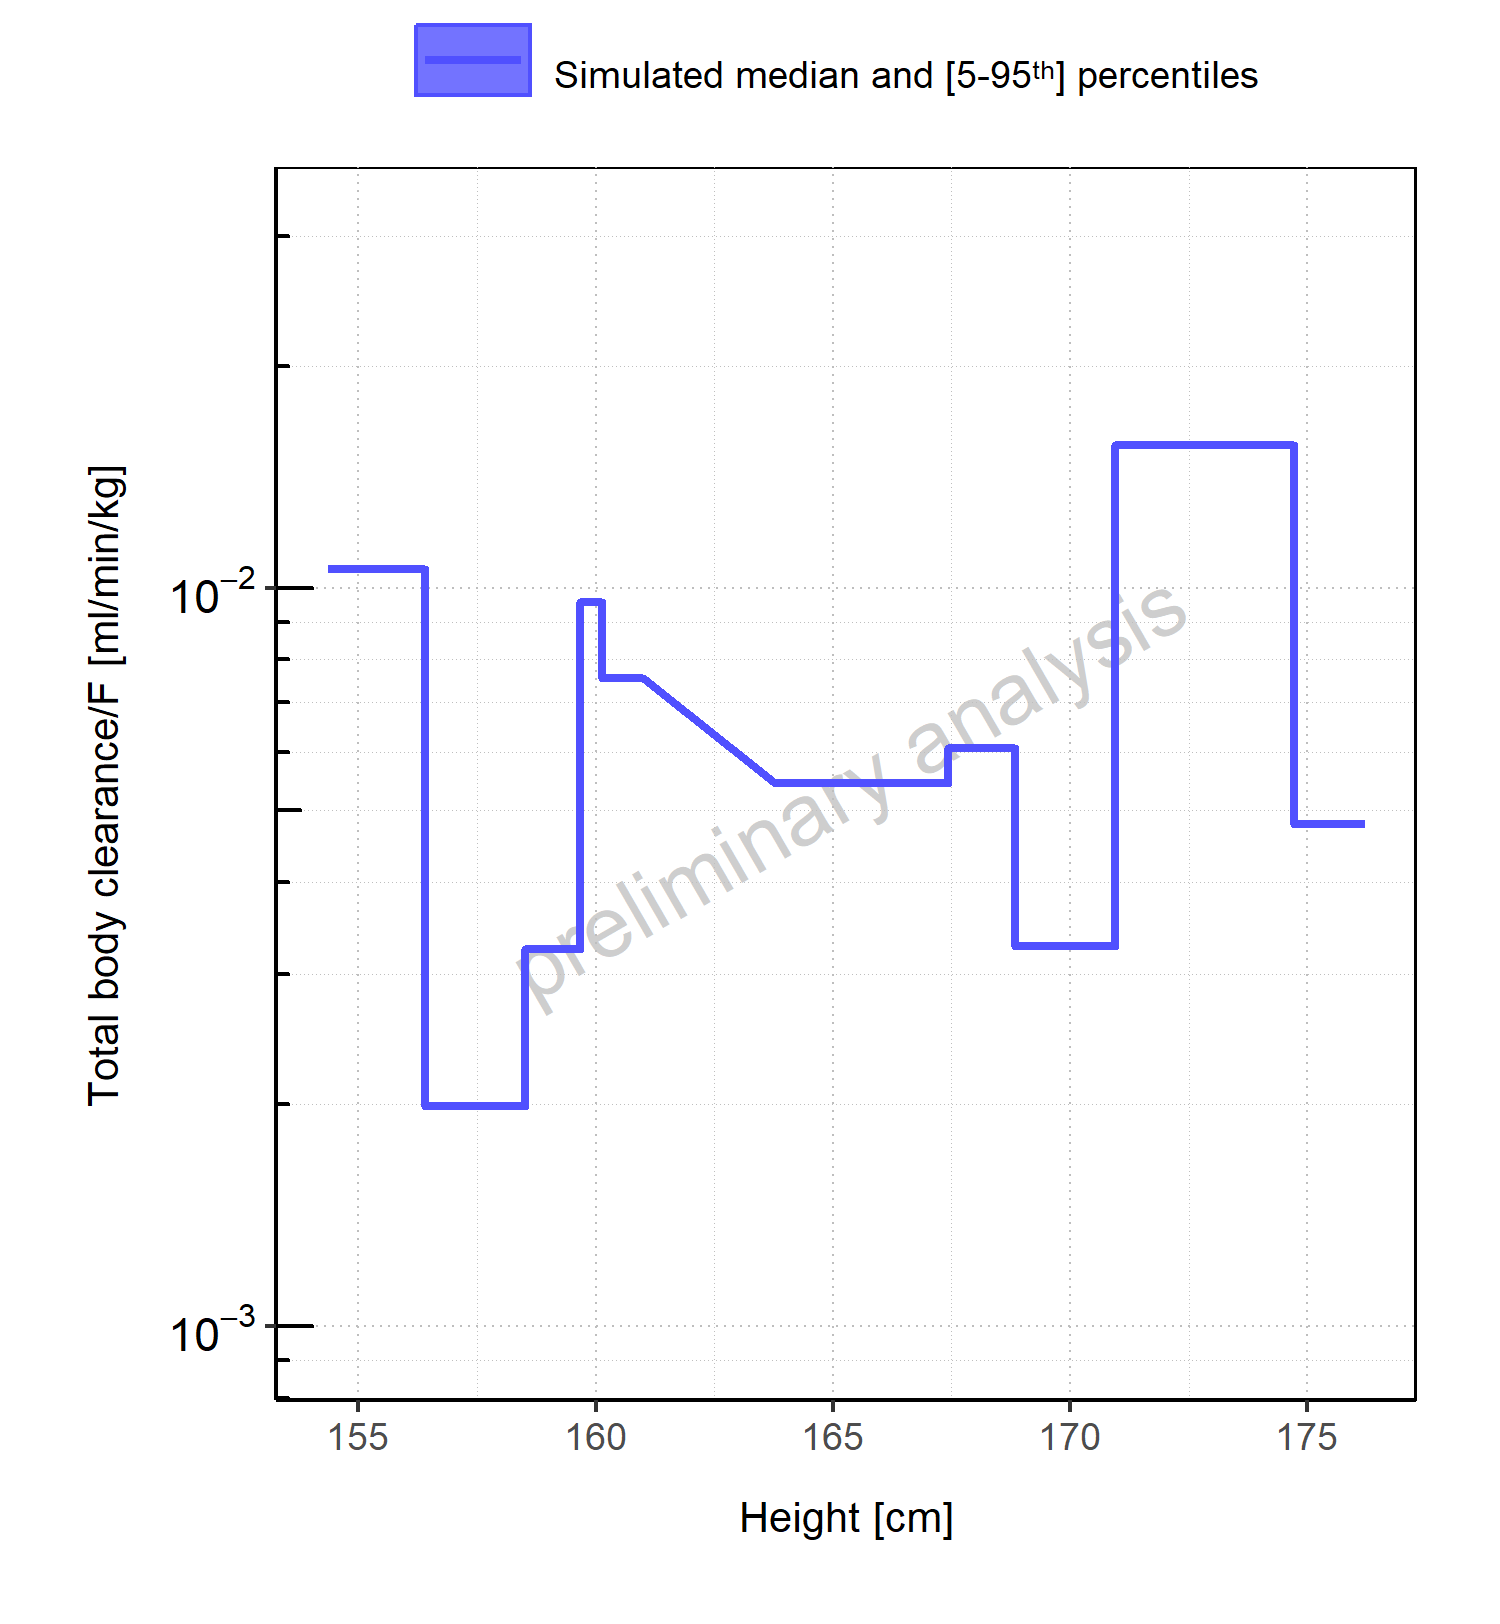 Simulated median and [5-95th] percentiles
Total body clearance/F [ml/min/kg]
10−2
10−3
preliminary analysis
155 160 165 170 175
Height [cm]